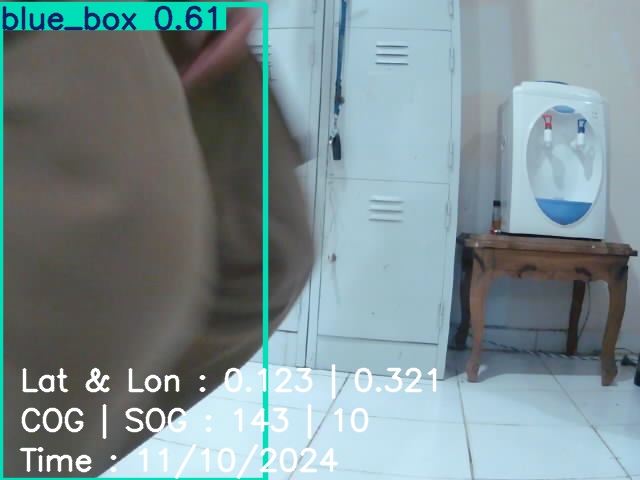 blue_box 0.61
Lat & Lon : 0.123 | 0.321
COG | SOG : 143 | 10
Time : 11/10/2024